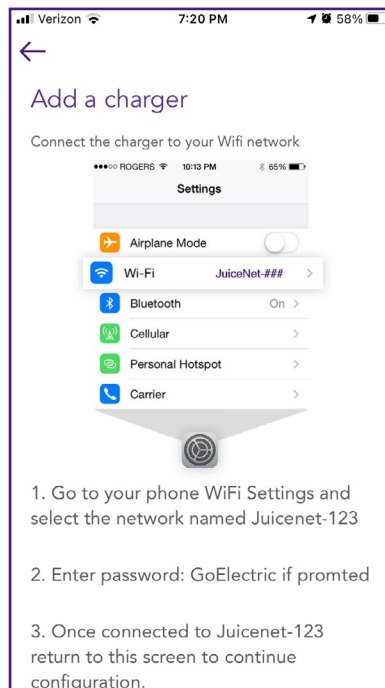 Verizon 7:20 PM 58%
Add a charger
Connect the charger to your Wifi network
ROGERS 10:13 PM 65%
Settings
Airplane Mode
Wi-Fi JuiceNet-###
Bluetooth On
Cellular
Personal Hotspot
Carrier
1. Go to your phone WiFi Settings and
select the network named Juicenet-123
2. Enter password: GoElectric if promted
3. Once connected to Juicenet-123
return to this screen to continue
configuration.